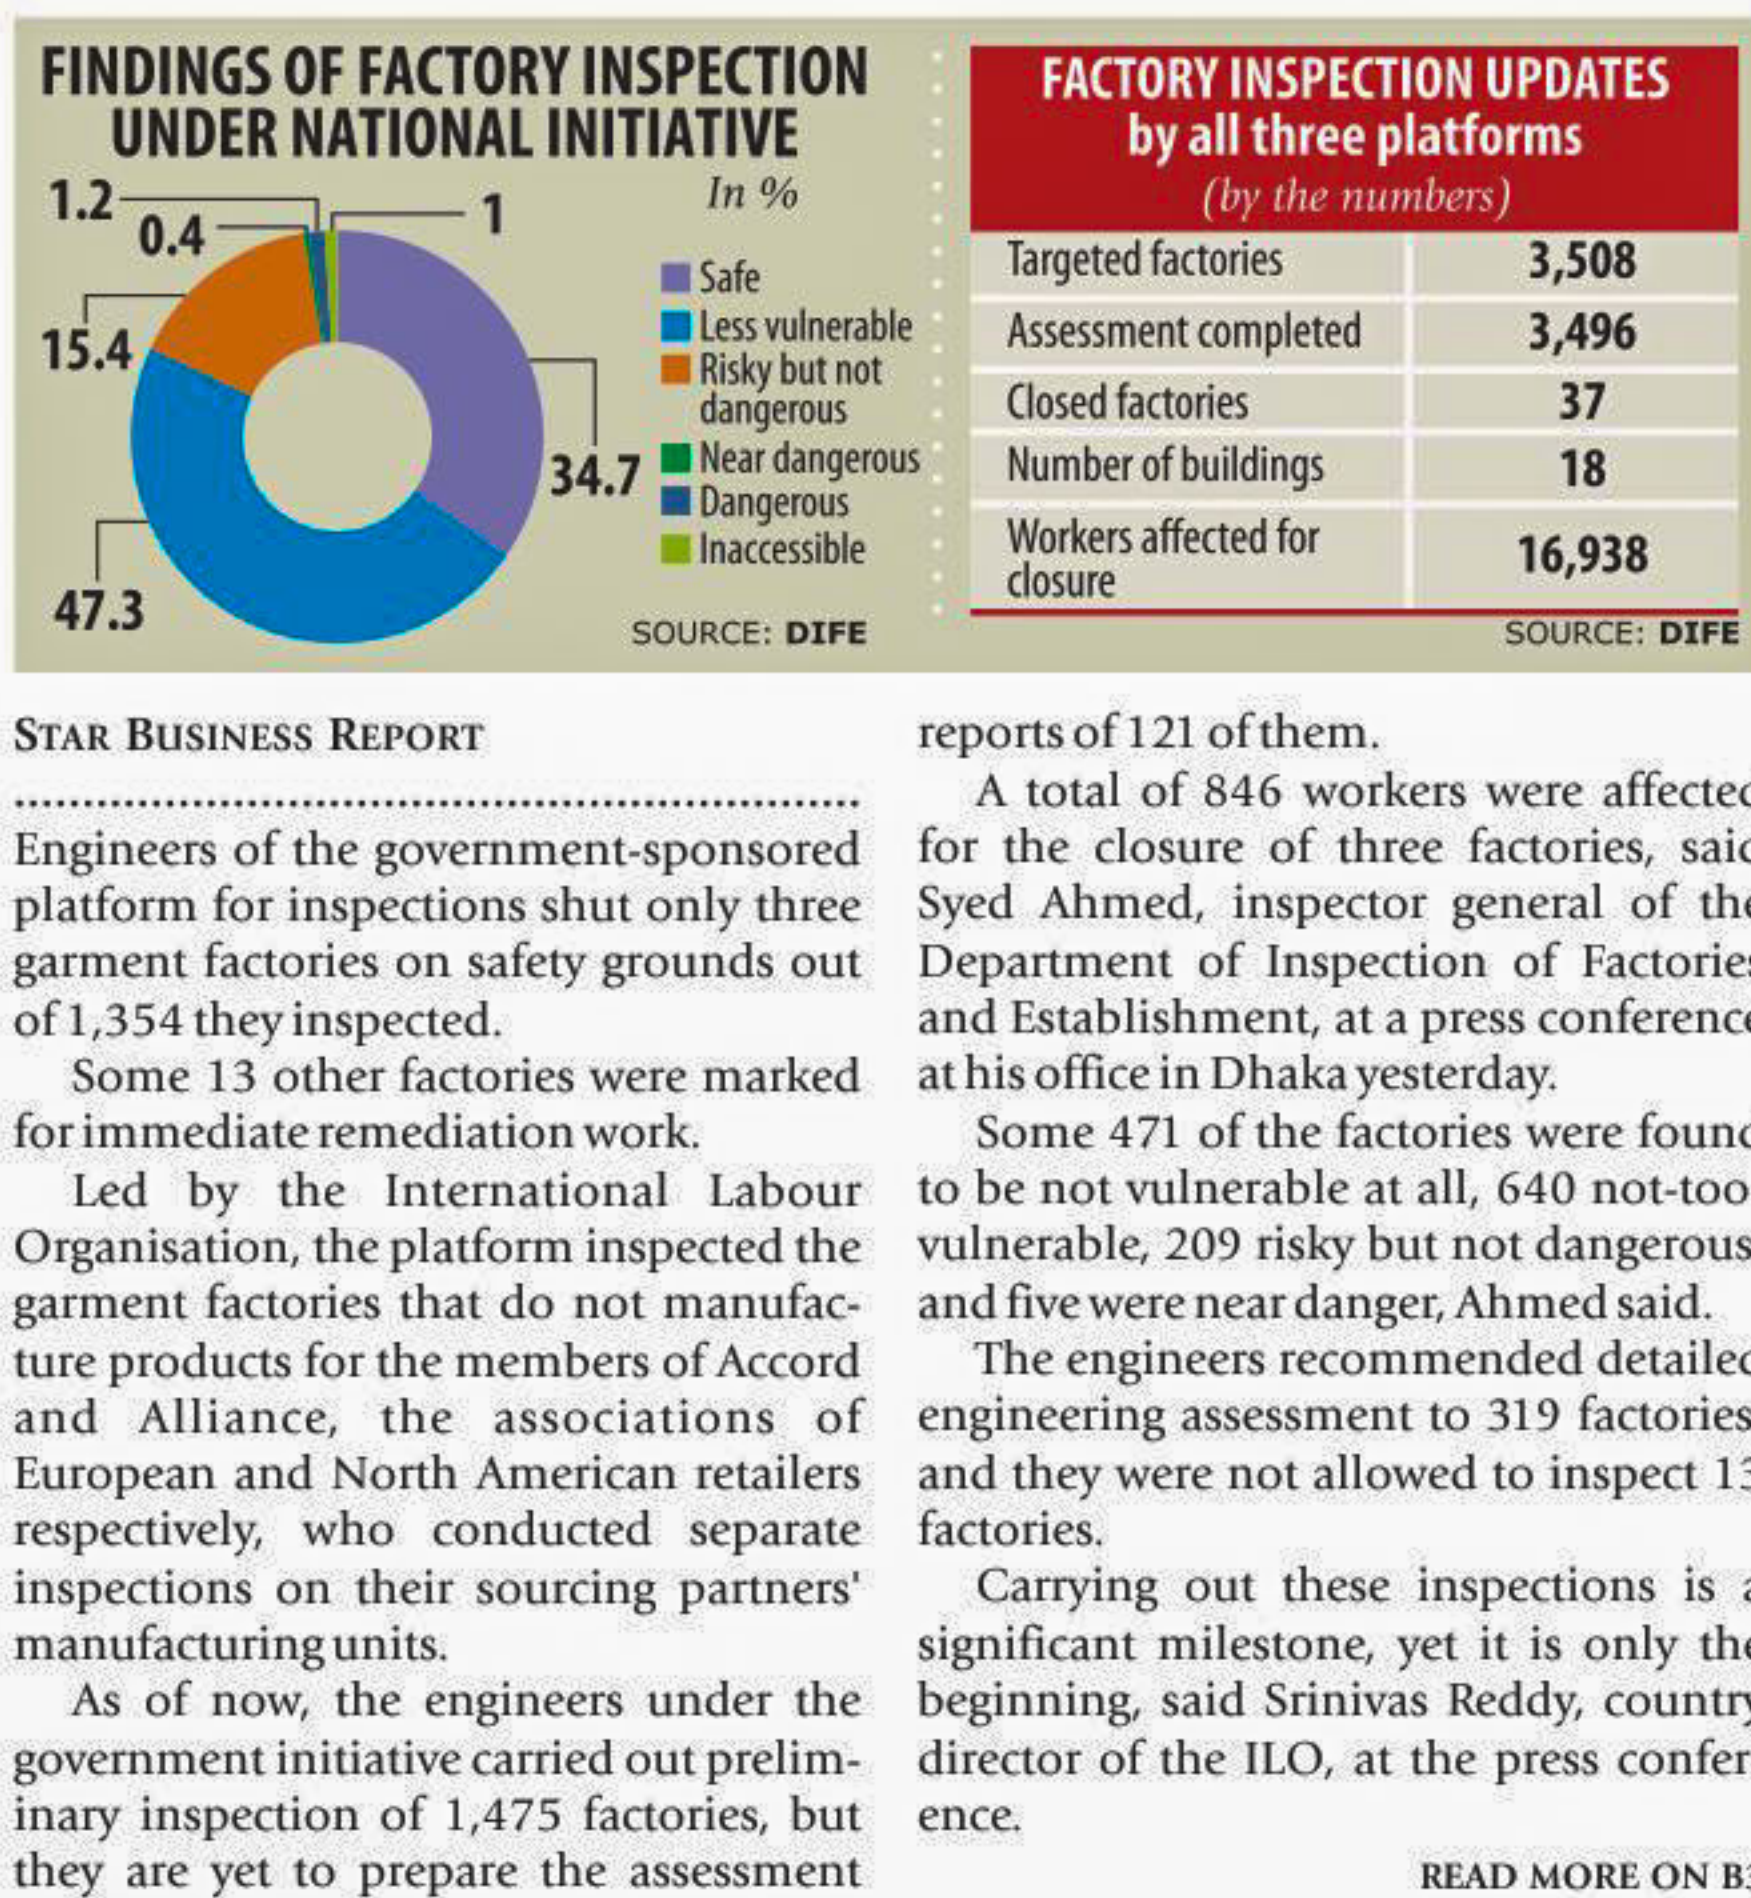 FINDINGS OF FACTORY INSPECTION
UNDER NATIONAL INITIATIVE
In %
1.2
0.4
1
15.4
34.7
47.3
Safe
Less vulnerable
Risky but not
dangerous
Near dangerous
Dangerous
Inaccessible
SOURCE: DIFE
FACTORY INSPECTION UPDATES
by all three platforms
(by the numbers)
Targeted factories 3,508
Assessment completed 3,496
Closed factories 37
Number of buildings 18
Workers affected for
closure 16,938
SOURCE: DIFE
STAR BUSINESS REPORT
Engineers of the government-sponsored
platform for inspections shut only three
garment factories on safety grounds out
of 1,354 they inspected.
Some 13 other factories were marked
for immediate remediation work.
Led by the International Labour
Organisation, the platform inspected the
garment factories that do not manufac-
ture products for the members of Accord
and Alliance, the associations of
European and North American retailers
respectively, who conducted separate
inspections on their sourcing partners'
manufacturing units.
As of now, the engineers under the
government initiative carried out prelim-
inary inspection of 1,475 factories, but
they are yet to prepare the assessment
reports of 121 of them.
A total of 846 workers were affected
for the closure of three factories, said
Syed Ahmed, inspector general of the
Department of Inspection of Factories
and Establishment, at a press conference
at his office in Dhaka yesterday.
Some 471 of the factories were found
to be not vulnerable at all, 640 not-too
vulnerable, 209 risky but not dangerous
and five were near danger, Ahmed said.
The engineers recommended detailed
engineering assessment to 319 factories
and they were not allowed to inspect 13
factories.
Carrying out these inspections is a
significant milestone, yet it is only the
beginning, said Srinivas Reddy, country
director of the ILO, at the press confer
ence.
READ MORE ON B3